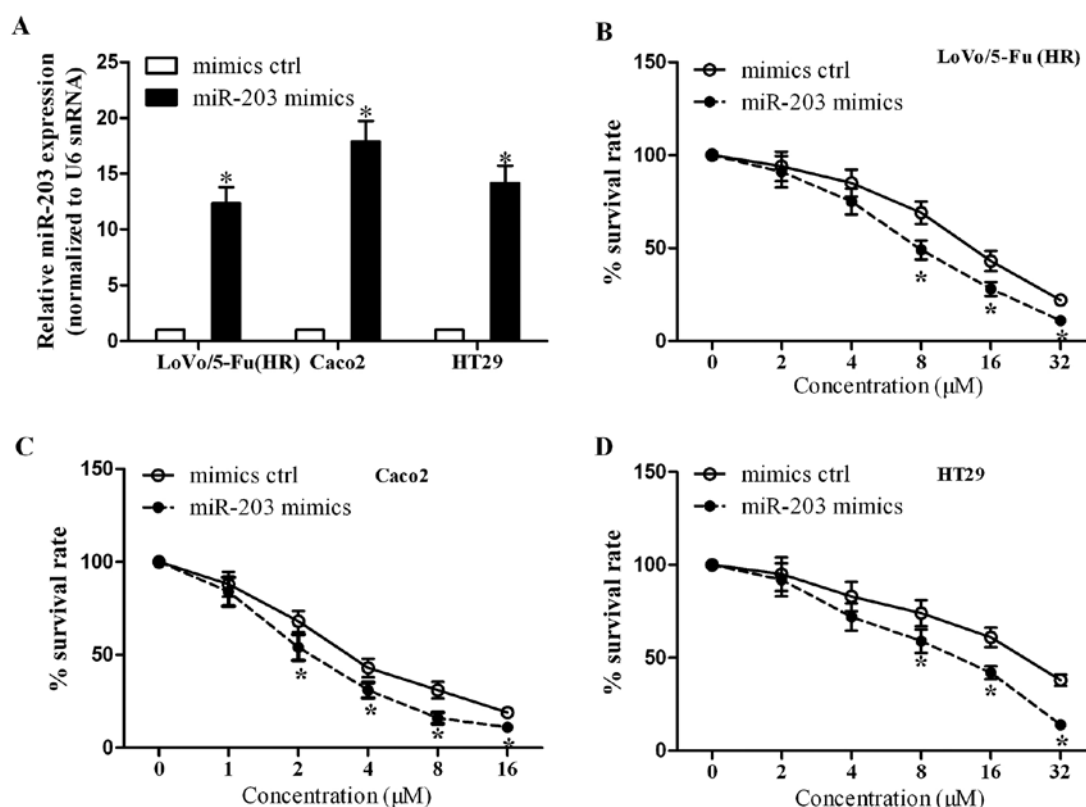 A
Relative miR-203 expression
(normalized to U6 snRNA)
25
20
15
10
5
0
mimics ctrl
miR-203 mimics
*
*
*
LoVo/5-Fu(HR) Caco2 HT29
B
LoVo/5-Fu (HR)
mimics ctrl
miR-203 mimics
% survival rate
150
100
50
0
*
*
*
0 2 4 8 16 32
Concentration (μM)
C
Caco2
mimics ctrl
miR-203 mimics
% survival rate
150
100
50
0
*
*
*
*
0 1 2 4 8 16
Concentration (μM)
D
HT29
mimics ctrl
miR-203 mimics
% survival rate
150
100
50
0
*
*
*
0 2 4 8 16 32
Concentration (μM)